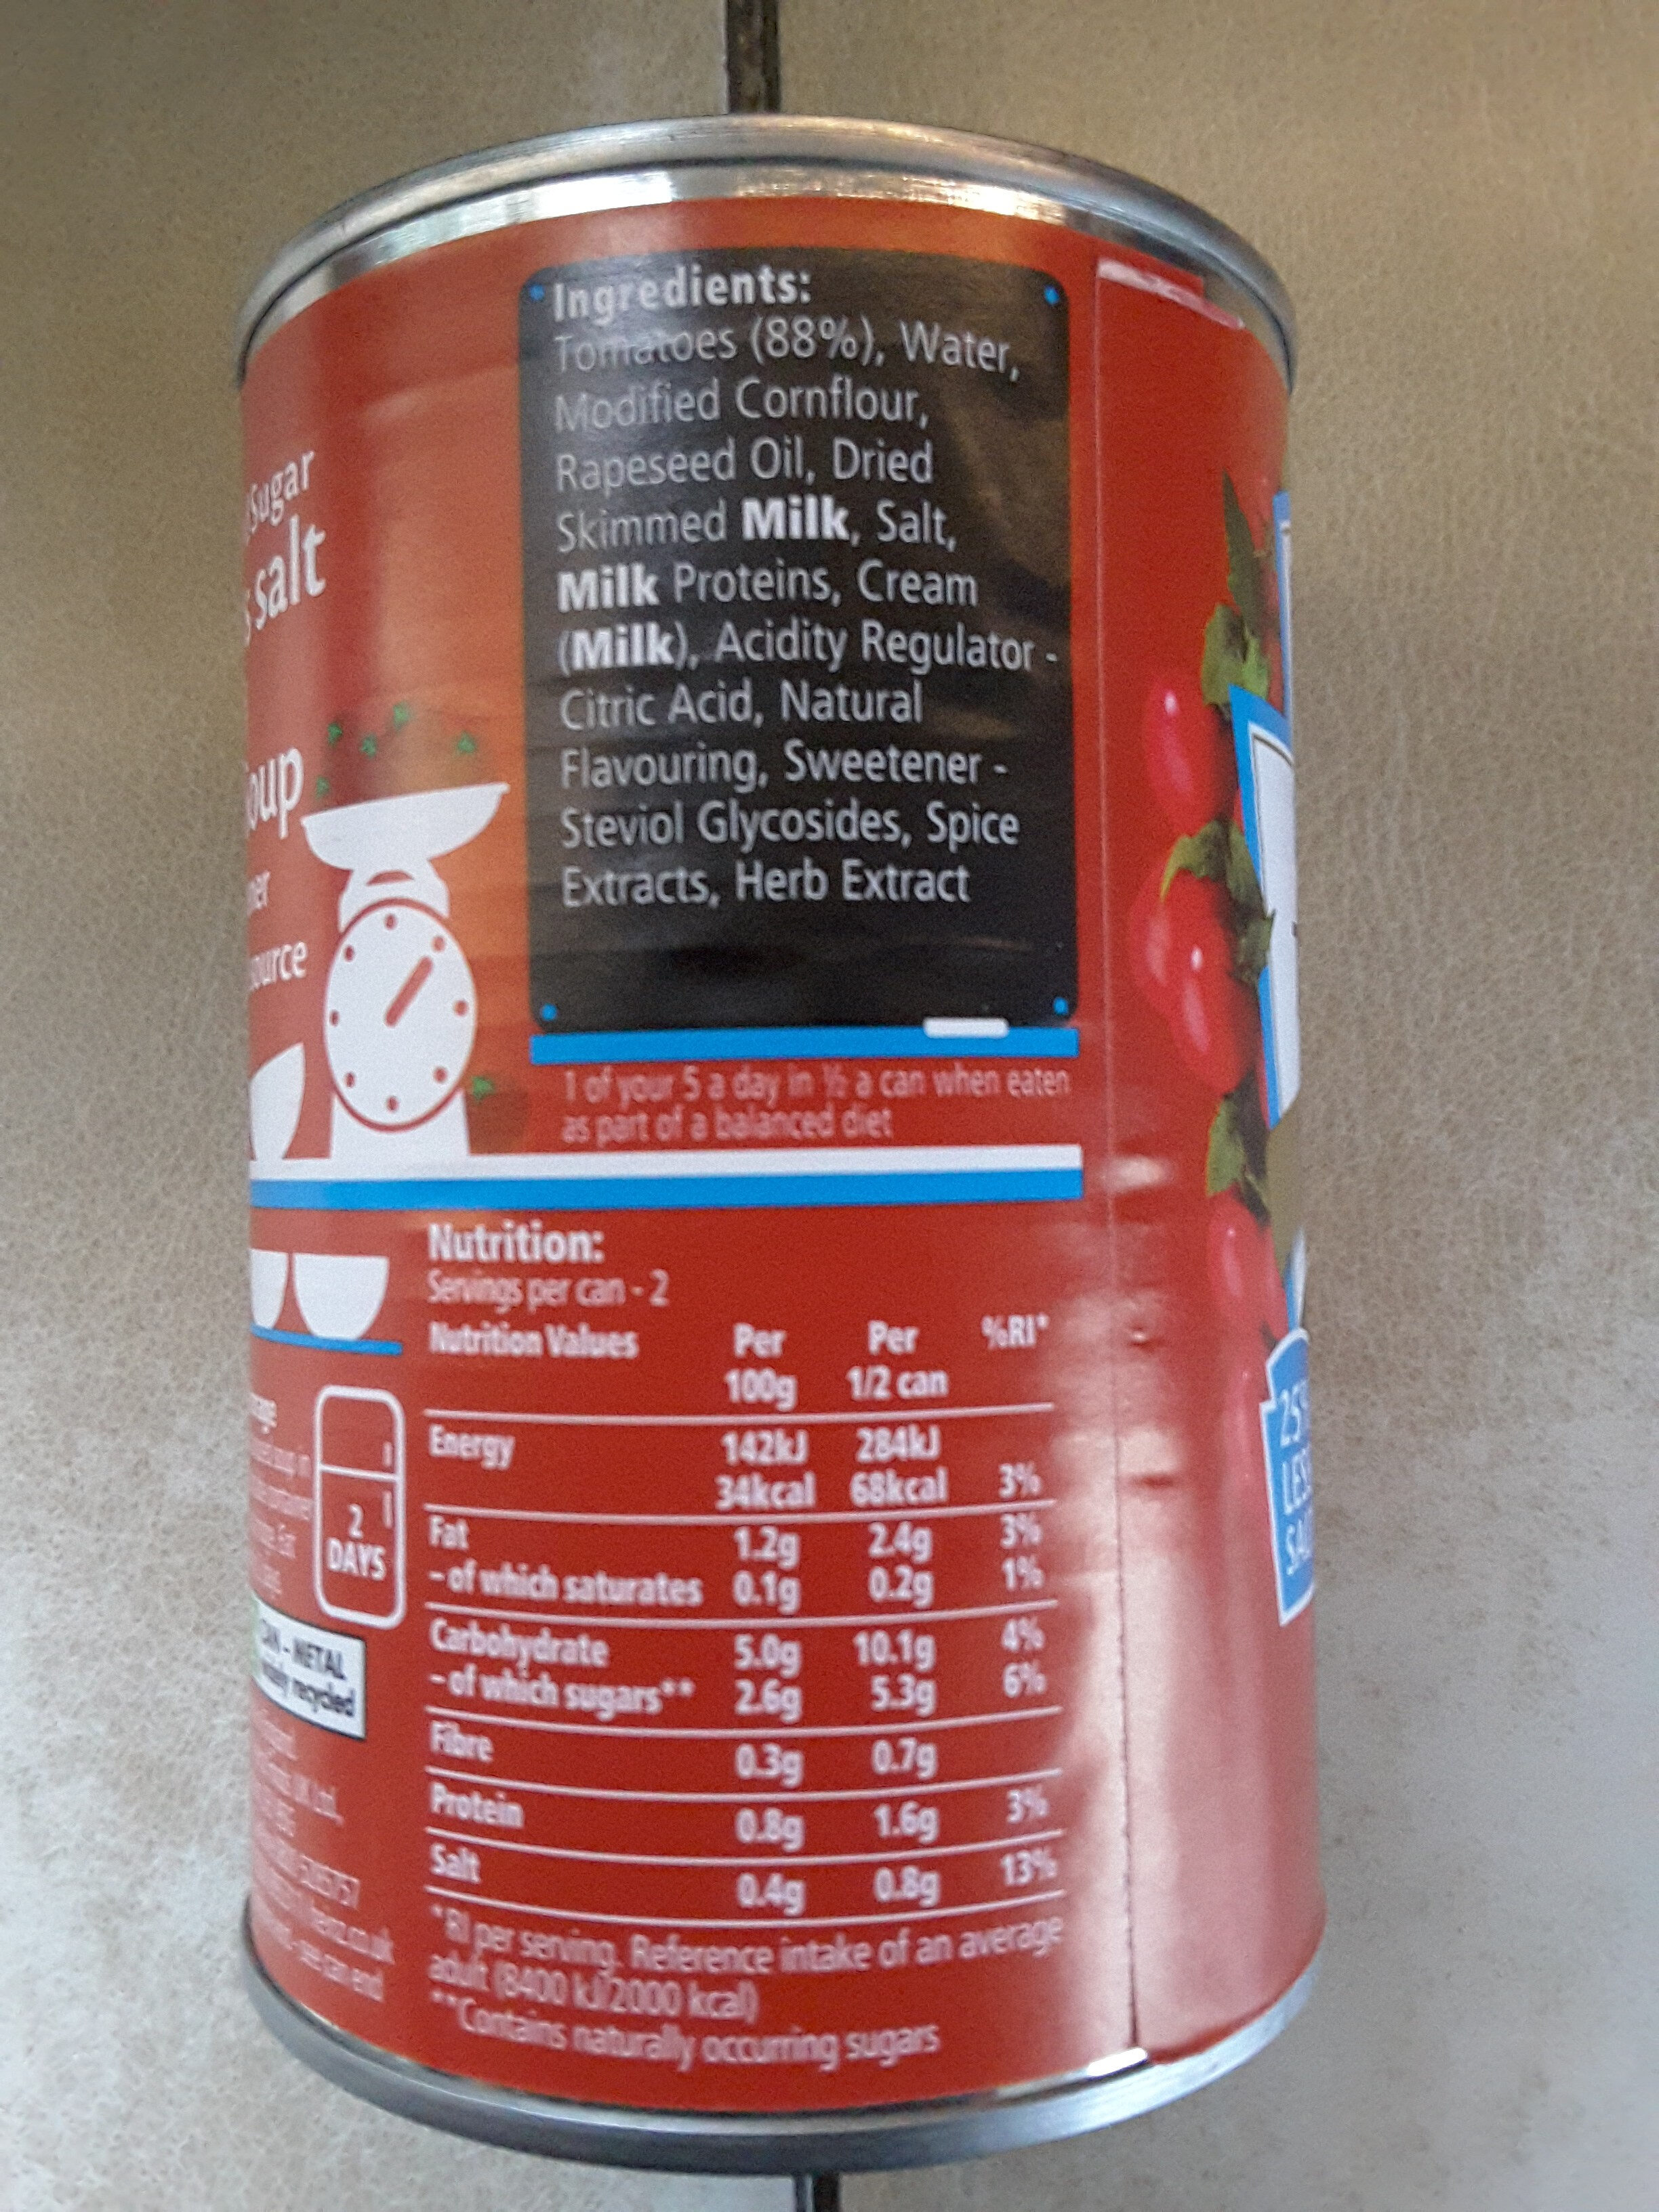 Sugar
salt
oup
ource
Ingredients:
Tomatoes (88%), Water,
Modified Cornflour,
Rapeseed Oil, Dried
Skimmed Milk, Salt,
Milk Proteins, Cream
(Milk), Acidity Regulator -
Citric Acid, Natural
Flavouring, Sweetener -
Steviol Glycosides, Spice
Extracts, Herb Extract
1 of your 5 a day in ½ a can when eaten
as part of a balanced diet
Nutrition:
Servings per can - 2
Nutrition Values Per Per %RI*
100g 1/2 can
Energy 142kJ 284kJ
34kcal 68kcal 3%
Fat 1.2g 2.4g 3%
- of which saturates 0.1g 0.2g 1%
Carbohydrate 5.0g 10.1g 4%
- of which sugars** 2.6g 5.3g 6%
Fibre 0.3g 0.7g
Protein 0.8g 1.6g 3%
Salt 0.4g 0.8g 13%
*RI per serving. Reference intake of an average
adult (8400 kJ/2000 kcal)
**Contains naturally occurring sugars
2
DAYS
- METAL
recycled
UK Ltd,
see can end
25%
LES
SA